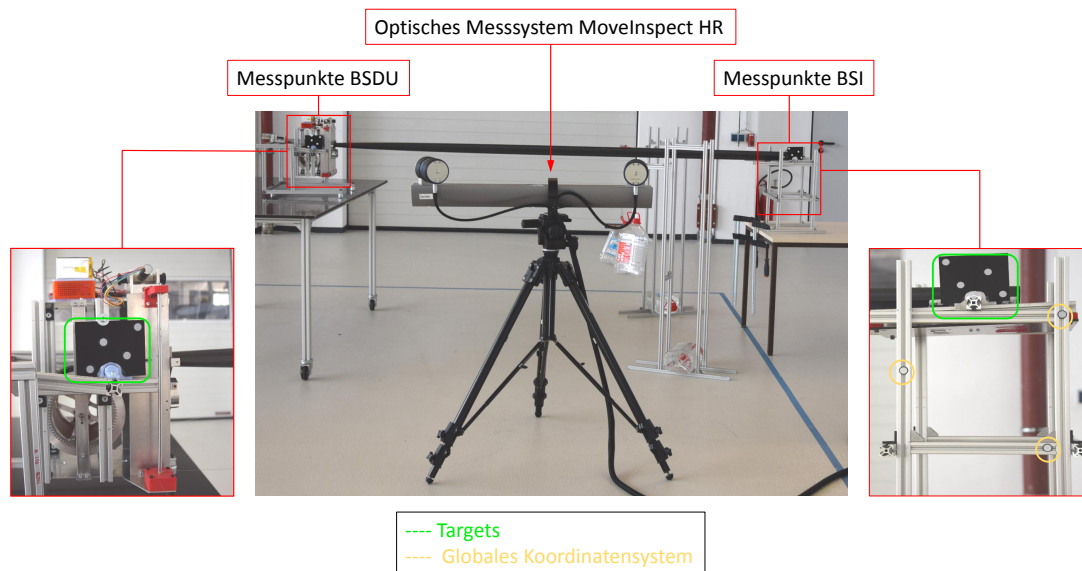 Optisches Messsystem MoveInspect HR
Messpunkte BSDU
Messpunkte BSI
---- Targets
---- Globales Koordinatensystem